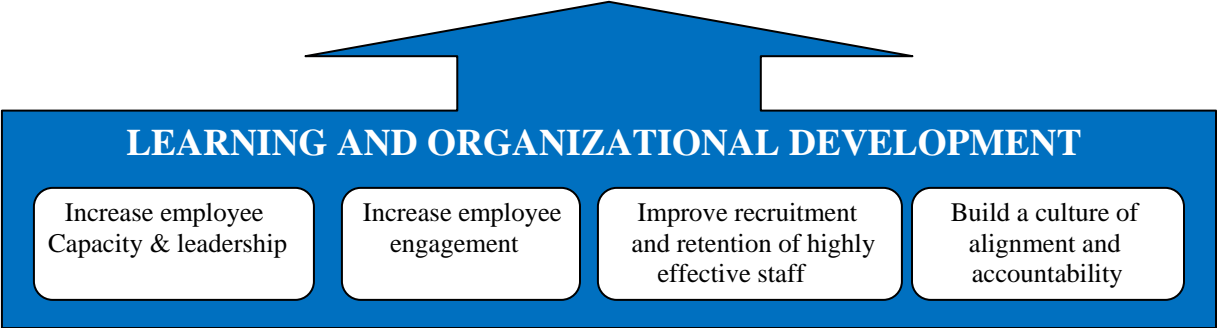 LEARNING AND ORGANIZATIONAL DEVELOPMENT
Increase employee
Capacity & leadership
Increase employee
engagement
Improve recruitment
and retention of highly
effective staff
Build a culture of
alignment and
accountability